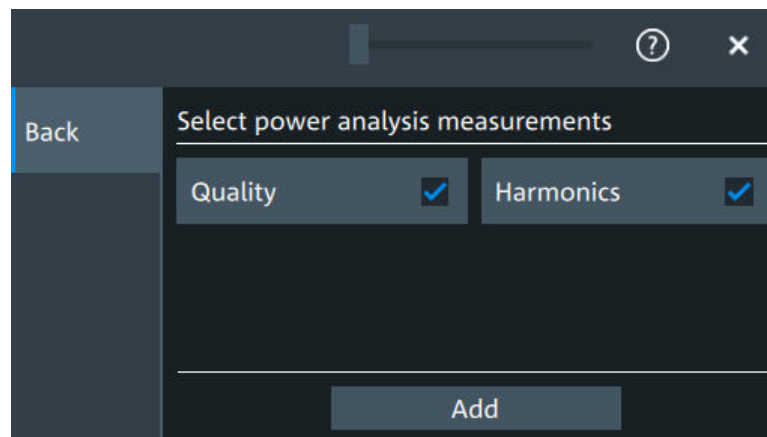 Back
Select power analysis measurements
Quality
Harmonics
Add